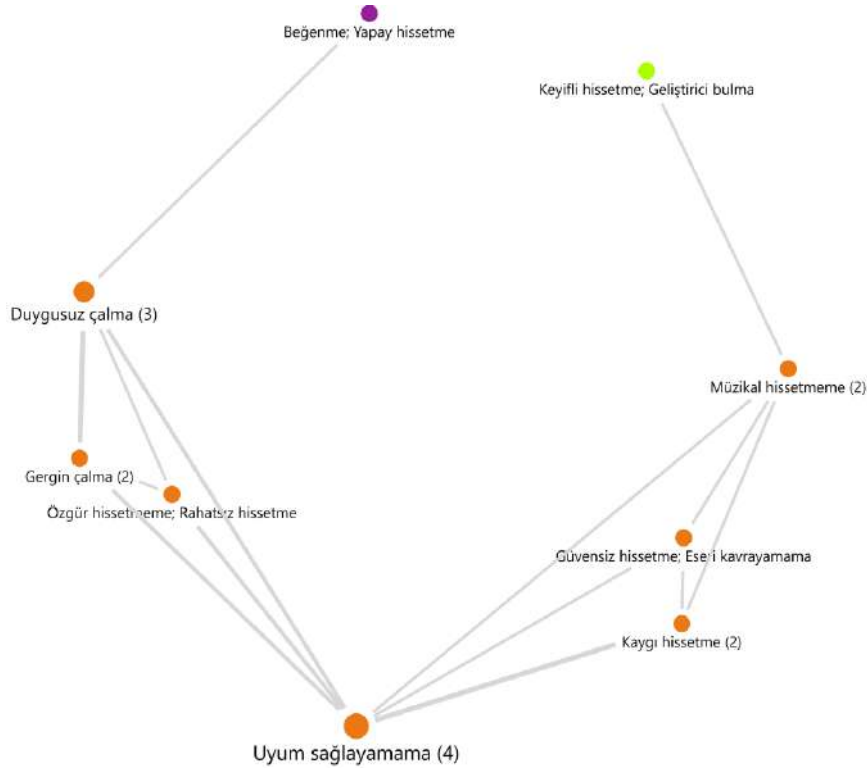 Beğenme; Yapay hissetme
Keyifli hissetme; Geliştirici bulma
Duygusuz çalma (3)
Müzikal hissetmeme (2)
Gergin çalma (2)
Özgür hissetmeme; Rahatsız hissetme
Güvensiz hissetme; Eseri kavrayamama
Kaygı hissetme (2)
Uyum sağlayamama (4)